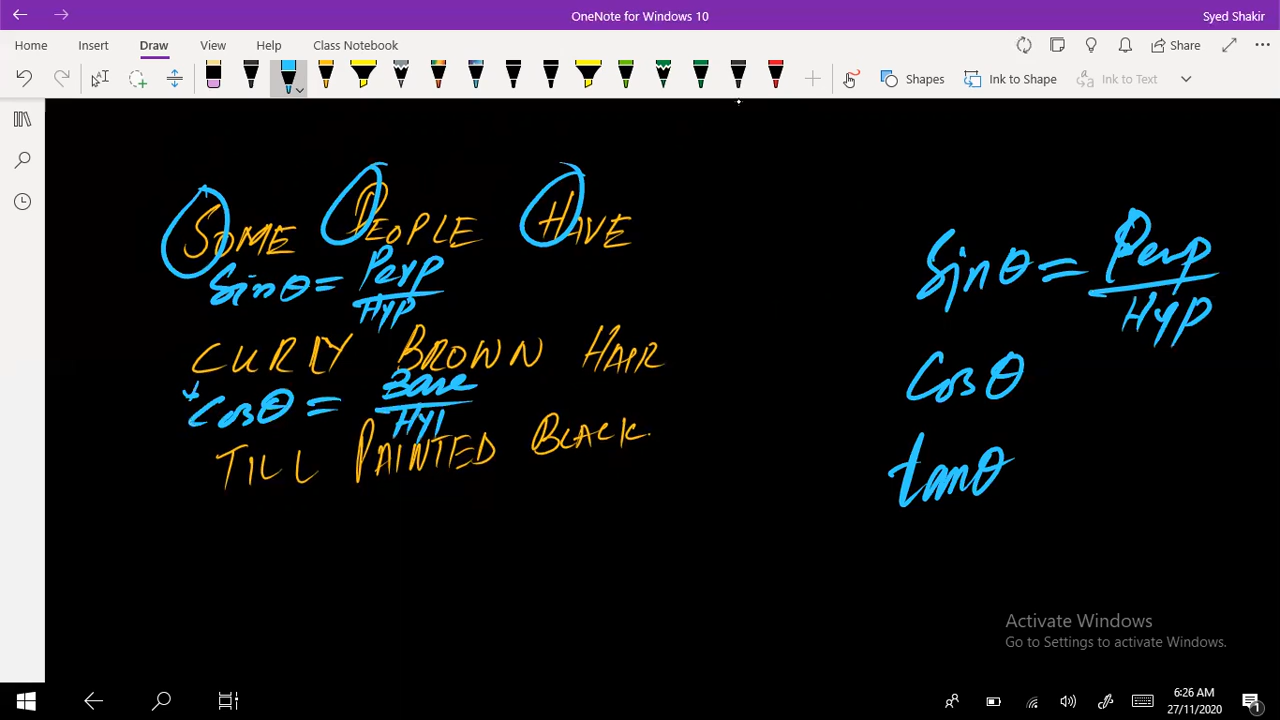 OneNote for Windows 10
Syed Shakir
Home Insert Draw View Help Class Notebook
Share
Shapes Ink to Shape Ink to Text
SOME PEOPLE HAVE
Sinθ = Perp
Hyp
CURLY BROWN HAIR
Cosθ = Base
Hyp
TILL PAINTED BLACK.
Sinθ = Perp
Hyp
Cosθ
tanθ
Activate Windows
Go to Settings to activate Windows.
6:26 AM
27/11/2020
1